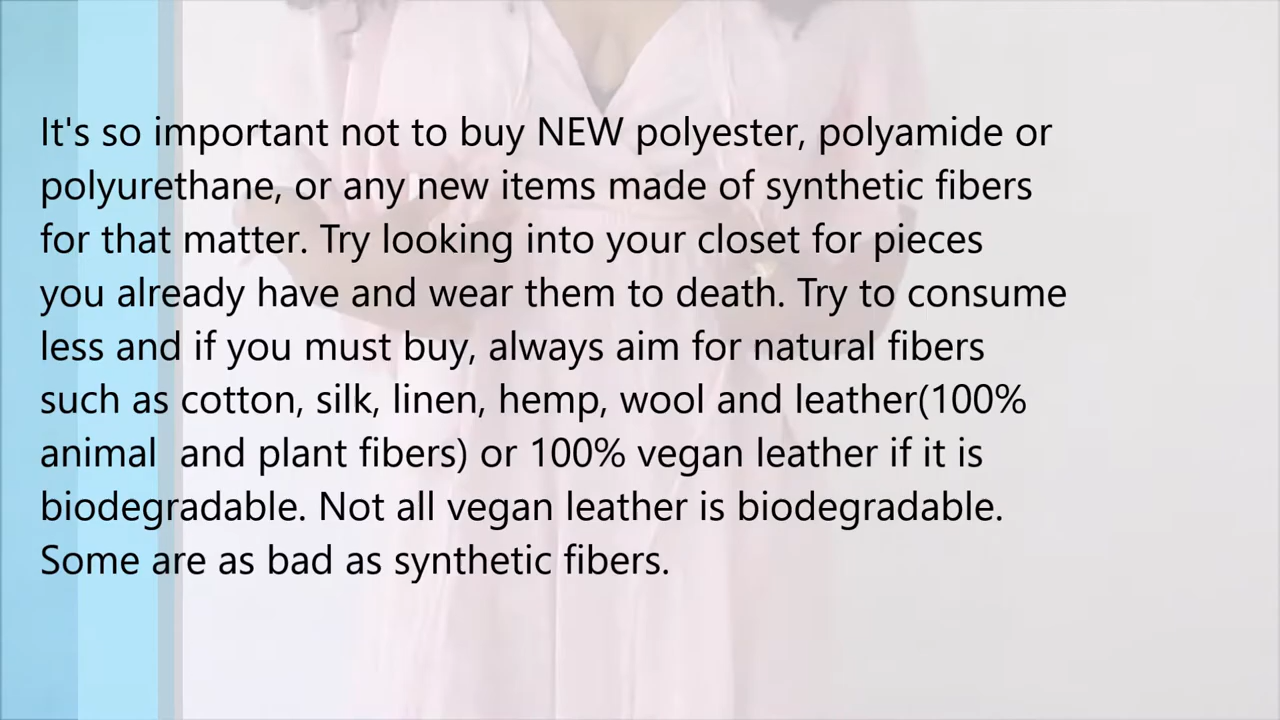 It's so important not to buy NEW polyester, polyamide or
polyurethane, or any new items made of synthetic fibers
for that matter. Try looking into your closet for pieces
you already have and wear them to death. Try to consume
less and if you must buy, always aim for natural fibers
such as cotton, silk, linen, hemp, wool and leather(100%
animal  and plant fibers) or 100% vegan leather if it is
biodegradable. Not all vegan leather is biodegradable.
Some are as bad as synthetic fibers.